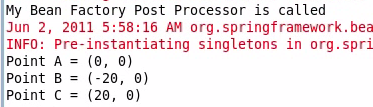 My Bean Factory Post Processor is called
Jun 2, 2011 5:58:16 AM org.springframework.bea
INFO: Pre-instantiating singletons in org.spri
Point A = (0, 0)
Point B = (-20, 0)
Point C = (20, 0)